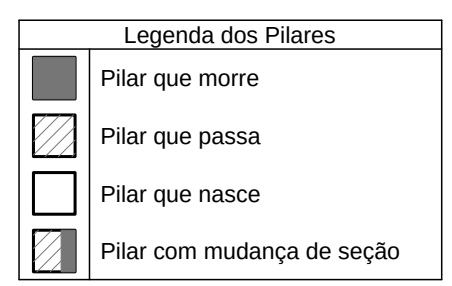 Legenda dos Pilares
Pilar que morre
Pilar que passa
Pilar que nasce
Pilar com mudança de seção